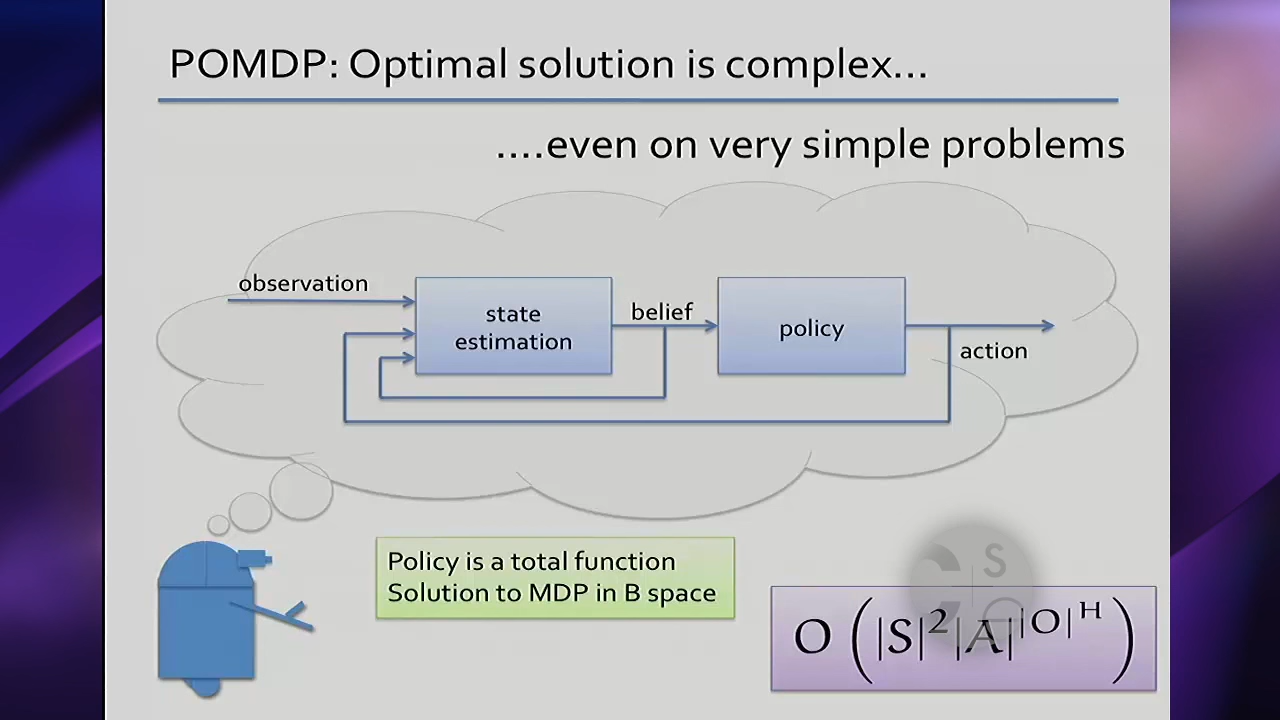 POMDP: Optimal solution is complex...
....even on very simple problems
observation
state
estimation
belief
policy
action
Policy is a total function
Solution to MDP in B space
O (|S|^2 |A|^{|O|^H})